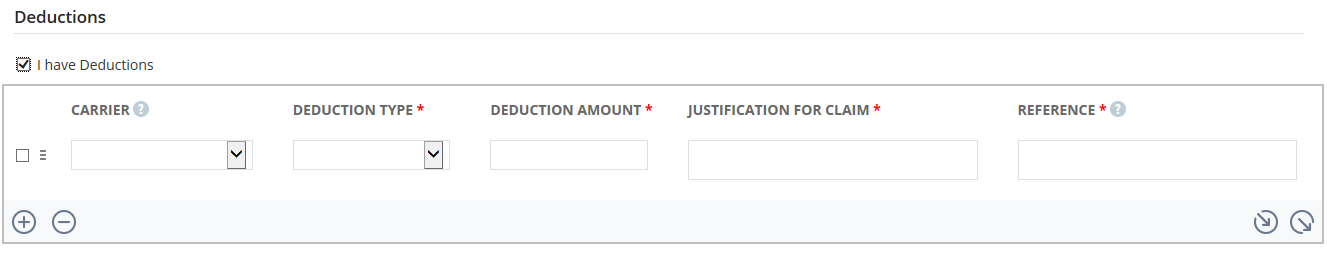 Deductions
I have Deductions
CARRIER ? DEDUCTION TYPE * DEDUCTION AMOUNT * JUSTIFICATION FOR CLAIM * REFERENCE * ?